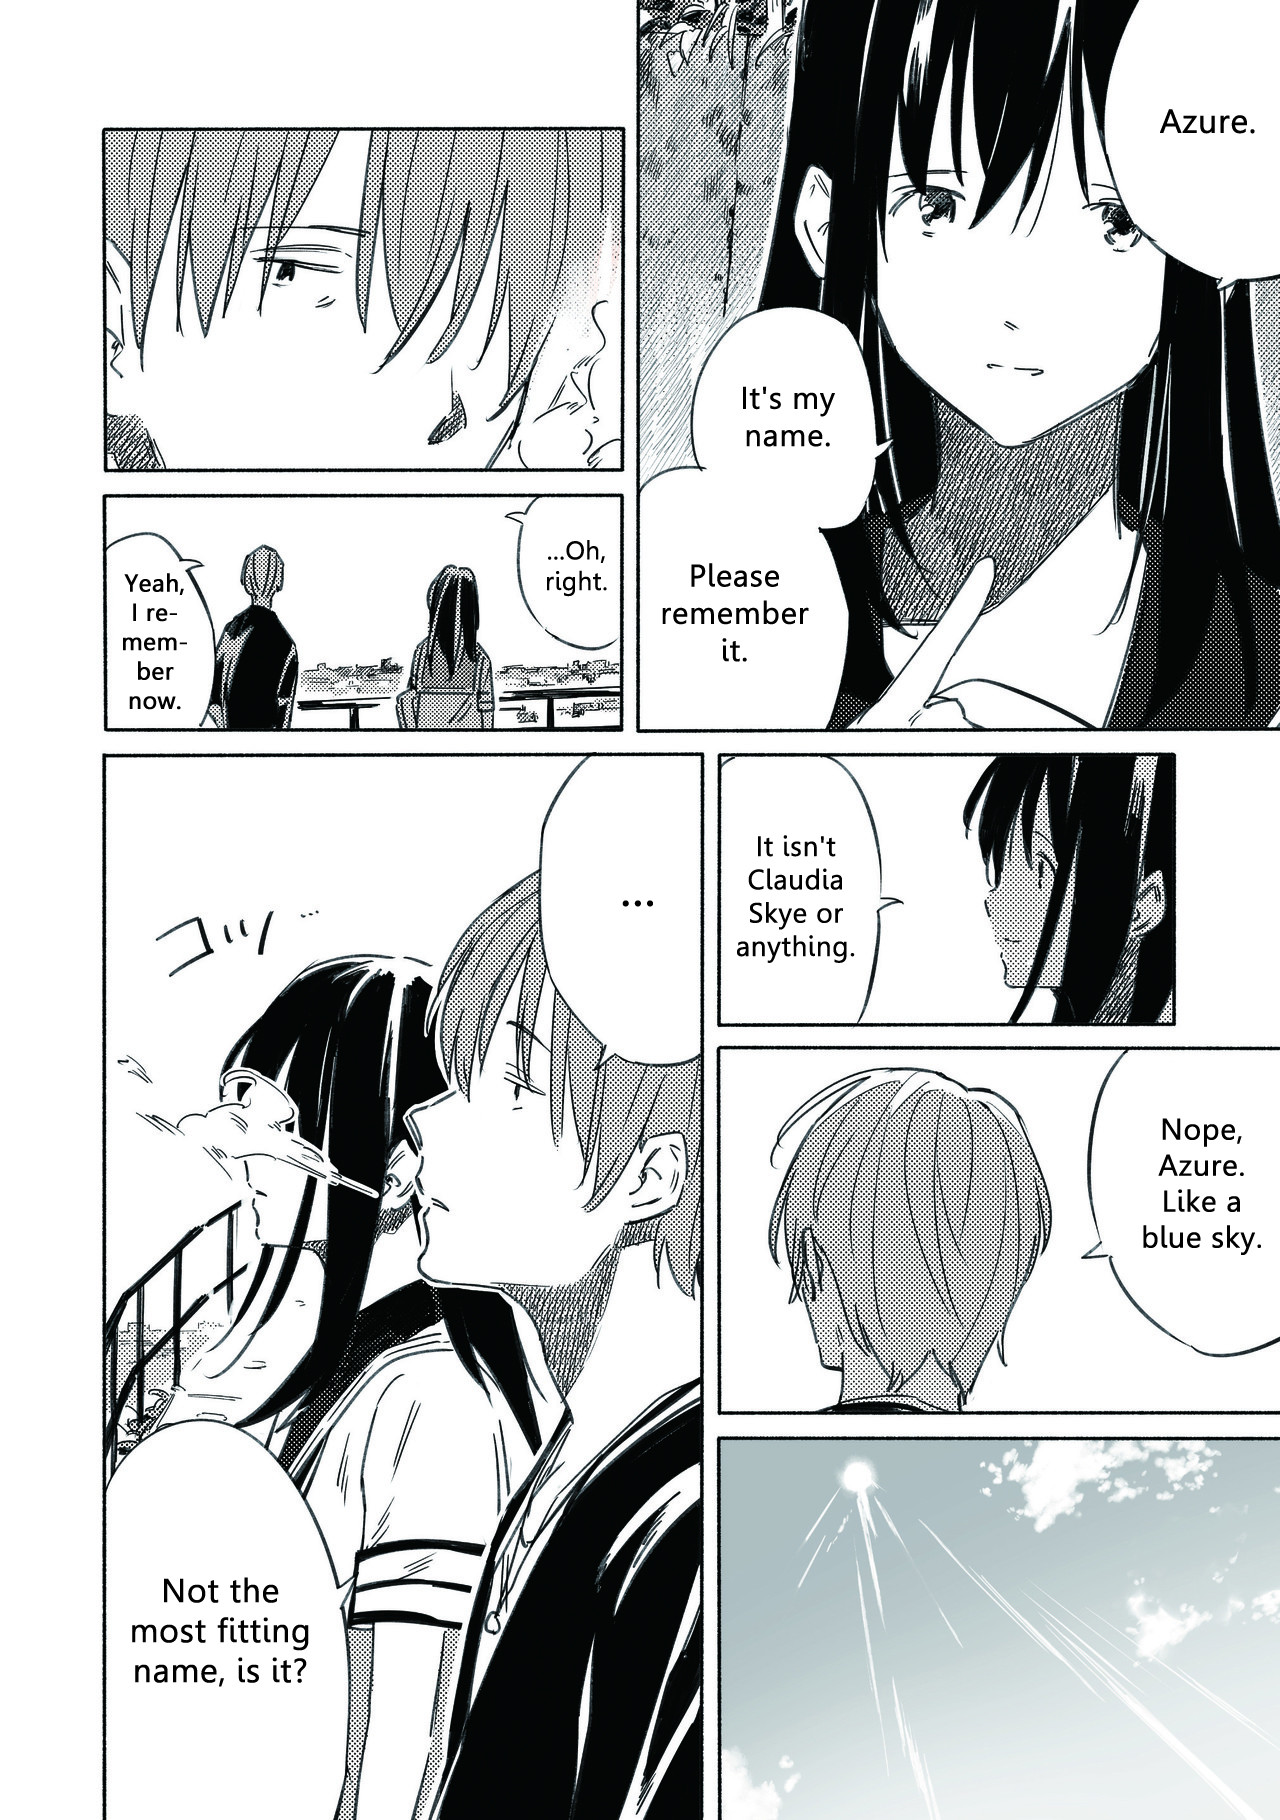 Azure.
It's my
name.
Please
remember
it.
...Oh,
right.
Yeah,
I re-
mem-
ber
now.
It isn't
Claudia
Skye or
anything.
Nope,
Azure.
Like a
blue sky.
...
コツ…
Not the
most fitting
name, is it?